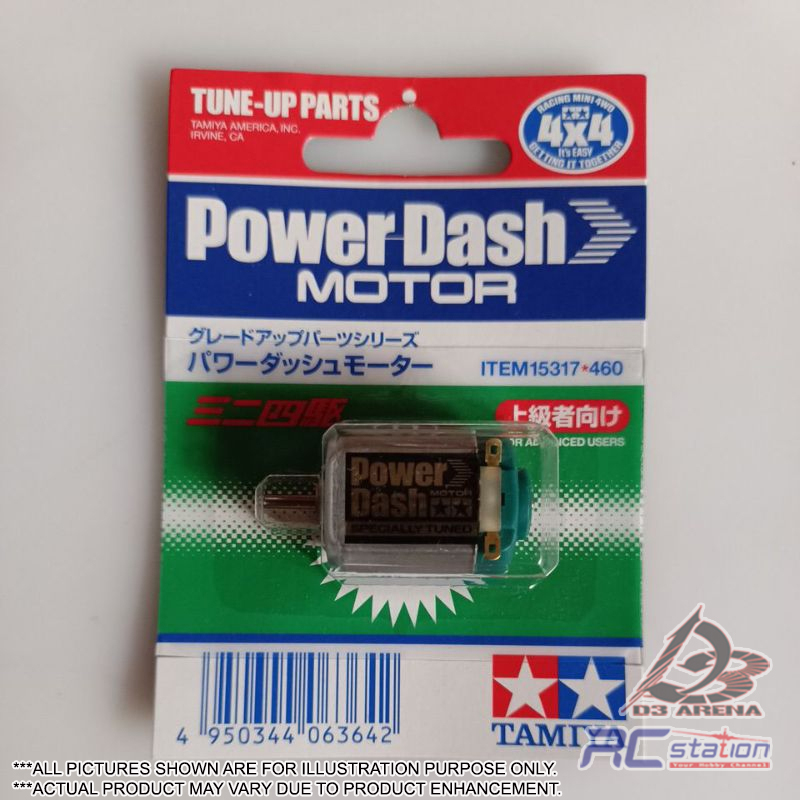 TUNE-UP PARTS
TAMIYA AMERICA, INC.
IRVINE, CA
RACING MINI 4WD
4x4
It's EASY
GETTING IT TOGETHER
Power Dash
MOTOR
グレードアップパーツシリーズ
パワーダッシュモーター
ITEM 15317*460
三二四駆
上級者向け
FOR ADVANCED USERS
Power
Dash
MOTOR
SPECIALLY TUNED
4 950344 063642
TAMIYA
D3 ARENA
RC station
Your Hobby Channel
***ALL PICTURES SHOWN ARE FOR ILLUSTRATION PURPOSE ONLY.
***ACTUAL PRODUCT MAY VARY DUE TO PRODUCT ENHANCEMENT.